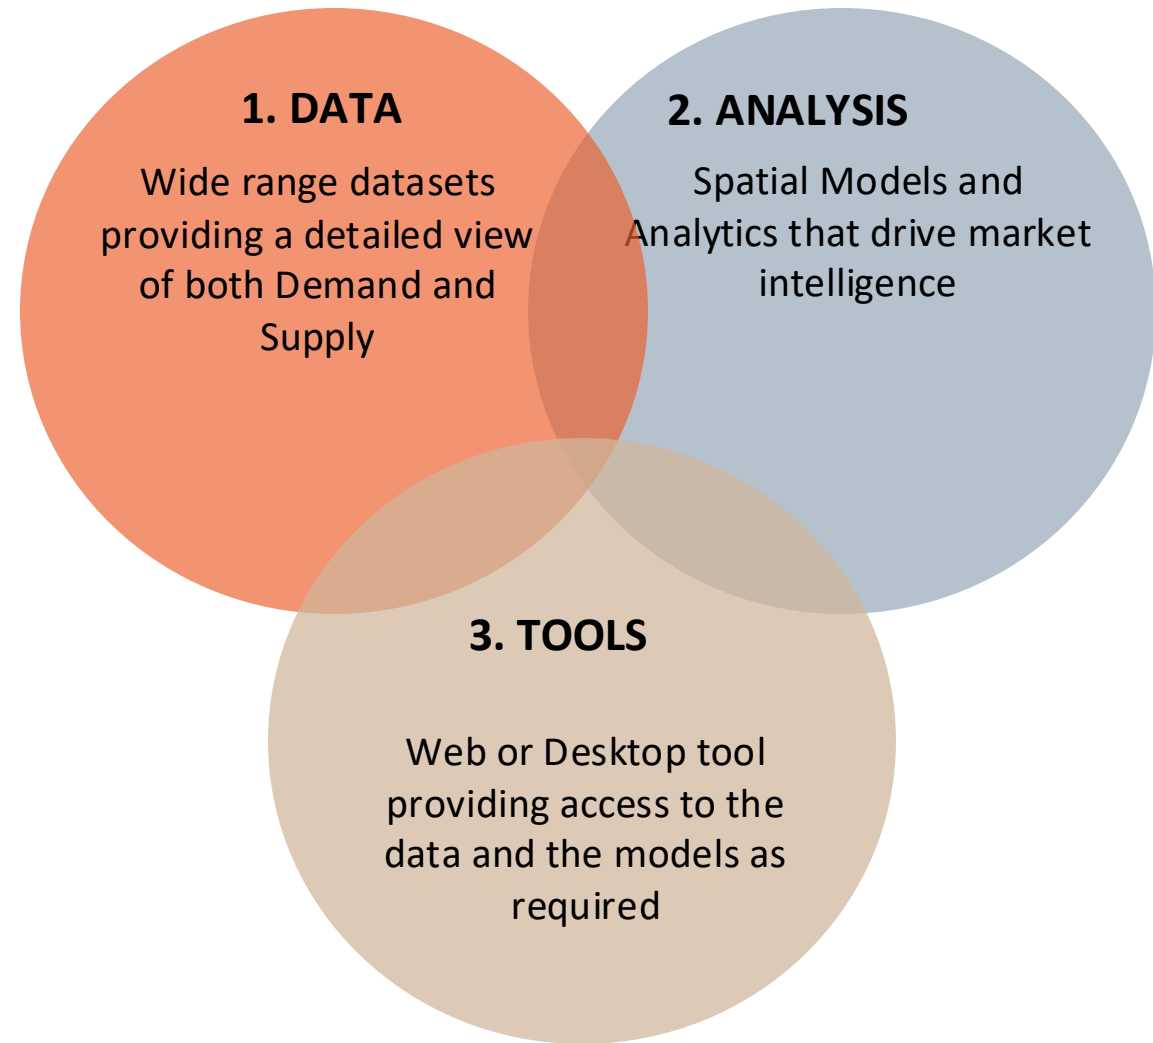 1. DATA
Wide range datasets
providing a detailed view
of both Demand and
Supply
2. ANALYSIS
Spatial Models and
Analytics that drive market
intelligence
3. TOOLS
Web or Desktop tool
providing access to the
data and the models as
required